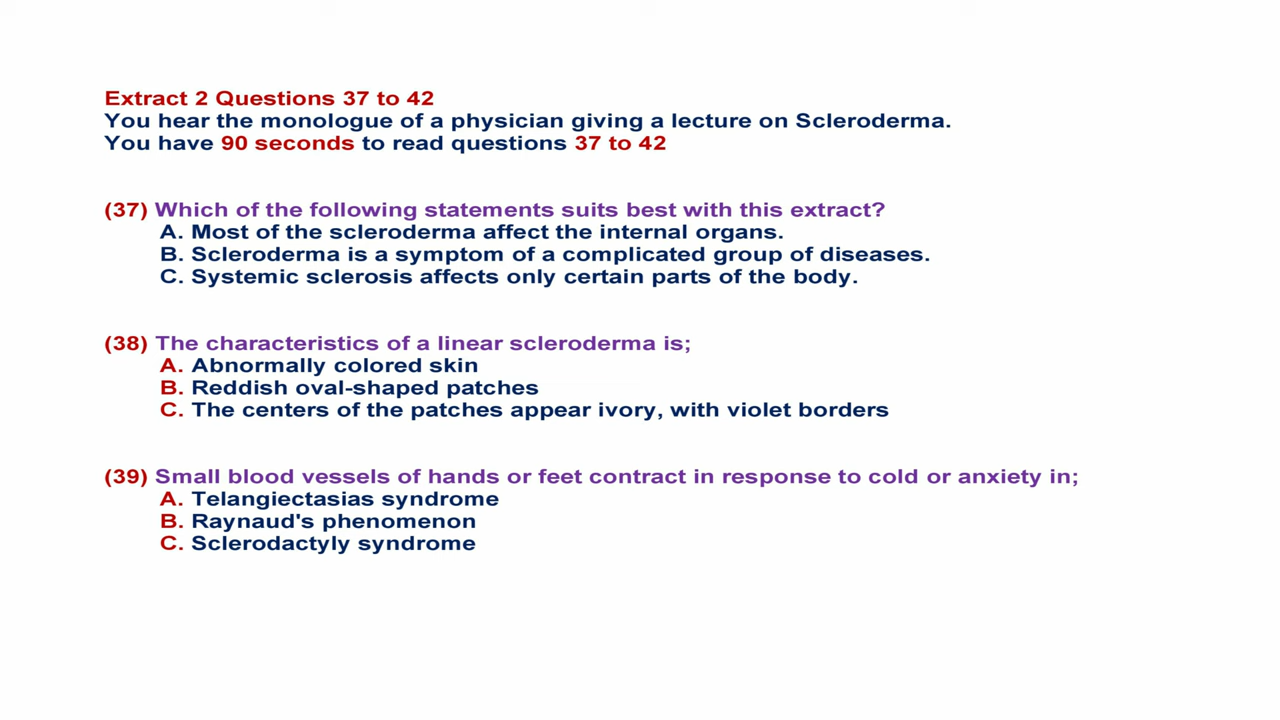 Extract 2 Questions 37 to 42
You hear the monologue of a physician giving a lecture on Scleroderma.
You have 90 seconds to read questions 37 to 42
(37) Which of the following statements suits best with this extract?
A. Most of the scleroderma affect the internal organs.
B. Scleroderma is a symptom of a complicated group of diseases.
C. Systemic sclerosis affects only certain parts of the body.
(38) The characteristics of a linear scleroderma is;
A. Abnormally colored skin
B. Reddish oval-shaped patches
C. The centers of the patches appear ivory, with violet borders
(39) Small blood vessels of hands or feet contract in response to cold or anxiety in;
A. Telangiectasias syndrome
B. Raynaud's phenomenon
C. Sclerodactyly syndrome